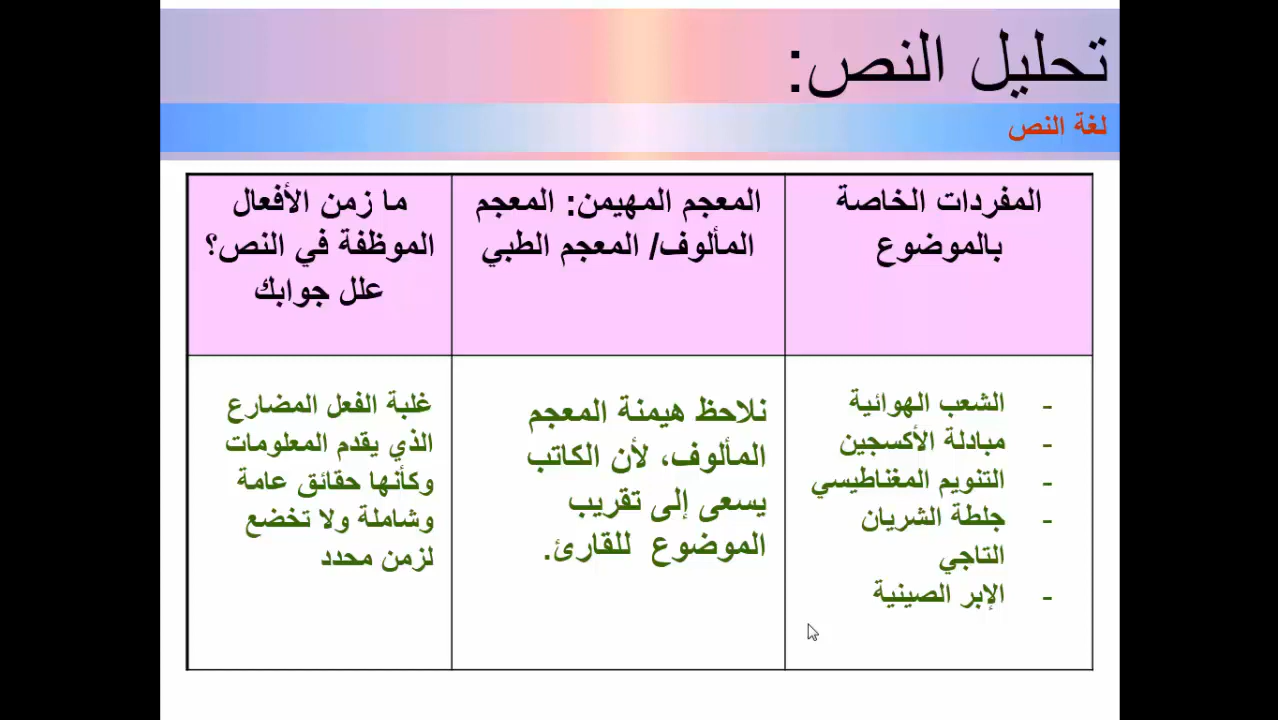 تحليل النص:
لغة النص
المفردات الخاصة
بالموضوع
المعجم المهيمن: المعجم
المألوف/ المعجم الطبي
ما زمن الأفعال
الموظفة في النص؟
علل جوابك
- الشعب الهوائية
- مبادلة الأكسجين
- التنويم المغناطيسي
- جلطة الشريان
التاجي
- الإبر الصينية
نلاحظ هيمنة المعجم
المألوف، لأن الكاتب
يسعى إلى تقريب
الموضوع للقارئ.
غلبة الفعل المضارع
الذي يقدم المعلومات
وكأنها حقائق عامة
وشاملة ولا تخضع
لزمن محدد